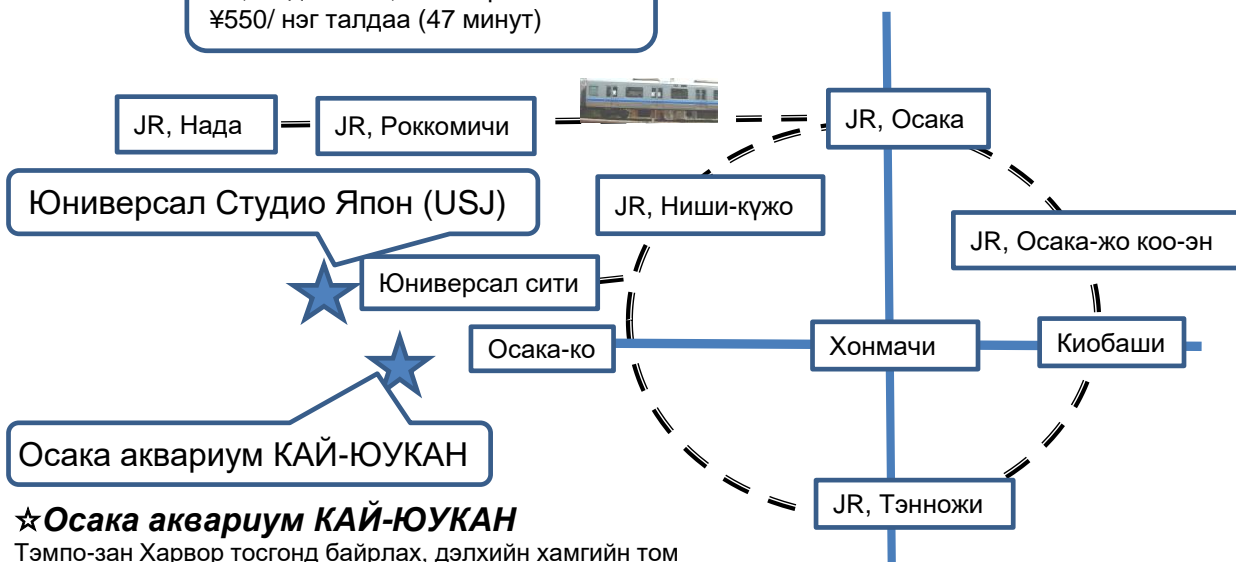 ¥550/ нэг талдаа (47 минут)
JR, Нада
JR, Роккомичи
JR, Осака
Юниверсал Студио Япон (USJ)
JR, Ниши-күжо
JR, Осака-жо коо-эн
Юниверсал сити
Осака-ко
Хонмачи
Киобаши
Осака аквариум КАЙ-ЮУКАН
JR, Тэнножи
☆Осака аквариум КАЙ-ЮУКАН
Тэмпо-зан Харвор тосгонд байрлах, дэлхийн хамгийн том